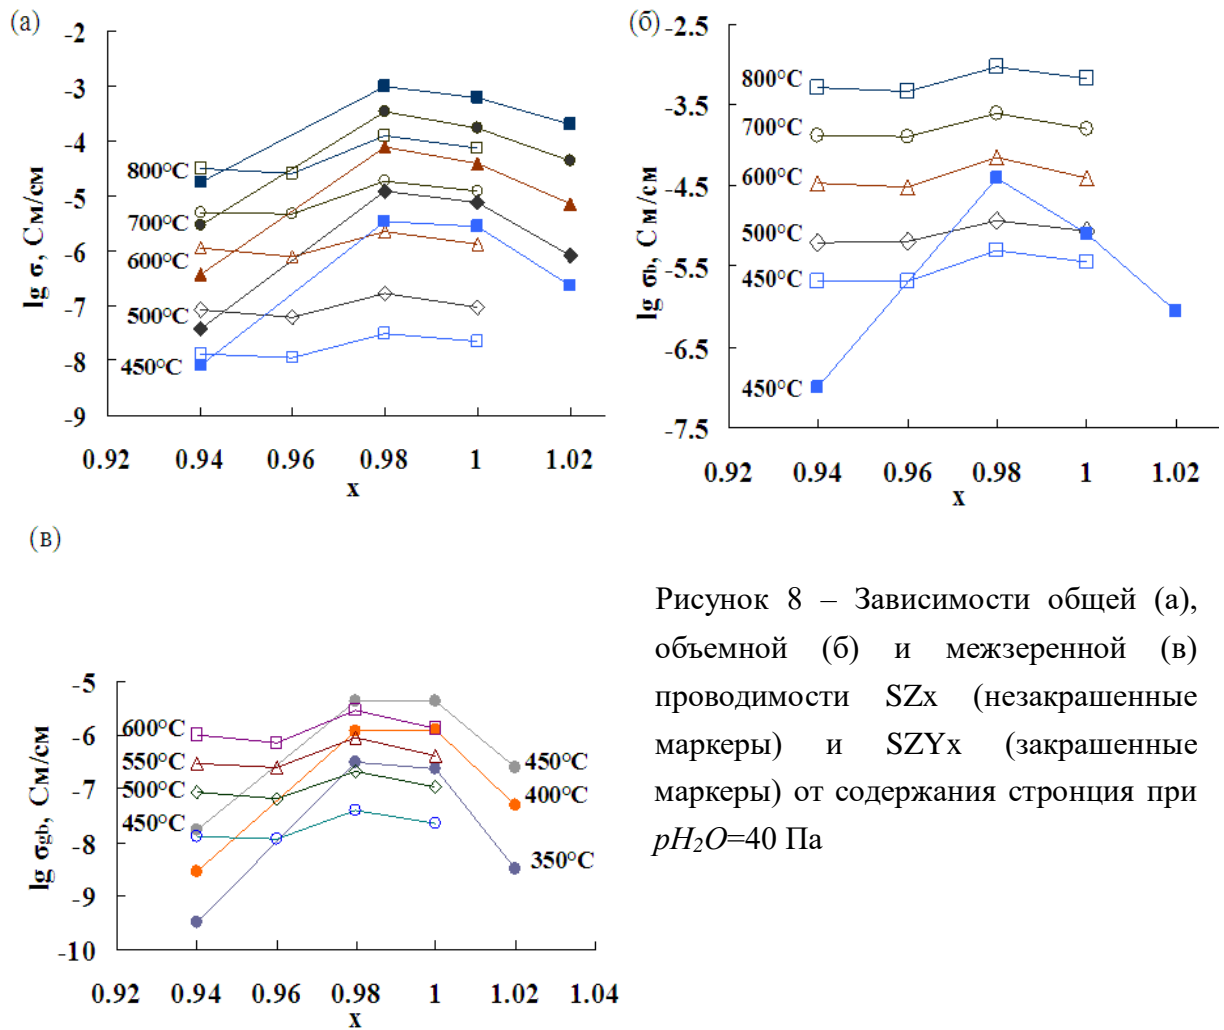 (а)
lg σ, См/см
-2
-3
-4
-5
-6
-7
-8
-9
800°C
700°C
600°C
500°C
450°C
0.92 0.94 0.96 0.98 1 1.02
x
(б)
lg σb, См/см
-2.5
-3.5
-4.5
-5.5
-6.5
-7.5
800°C
700°C
600°C
500°C
450°C
450°C
0.92 0.94 0.96 0.98 1 1.02
x
(в)
lg σgb, См/см
-5
-6
-7
-8
-9
-10
600°C
550°C
500°C
450°C
450°C
400°C
350°C
0.92 0.94 0.96 0.98 1 1.02 1.04
x
Рисунок 8 – Зависимости общей (а),
объемной (б) и межзеренной (в)
проводимости SZx (незакрашенные
маркеры) и SZYx (закрашенные
маркеры) от содержания стронция при
pH₂O=40 Па